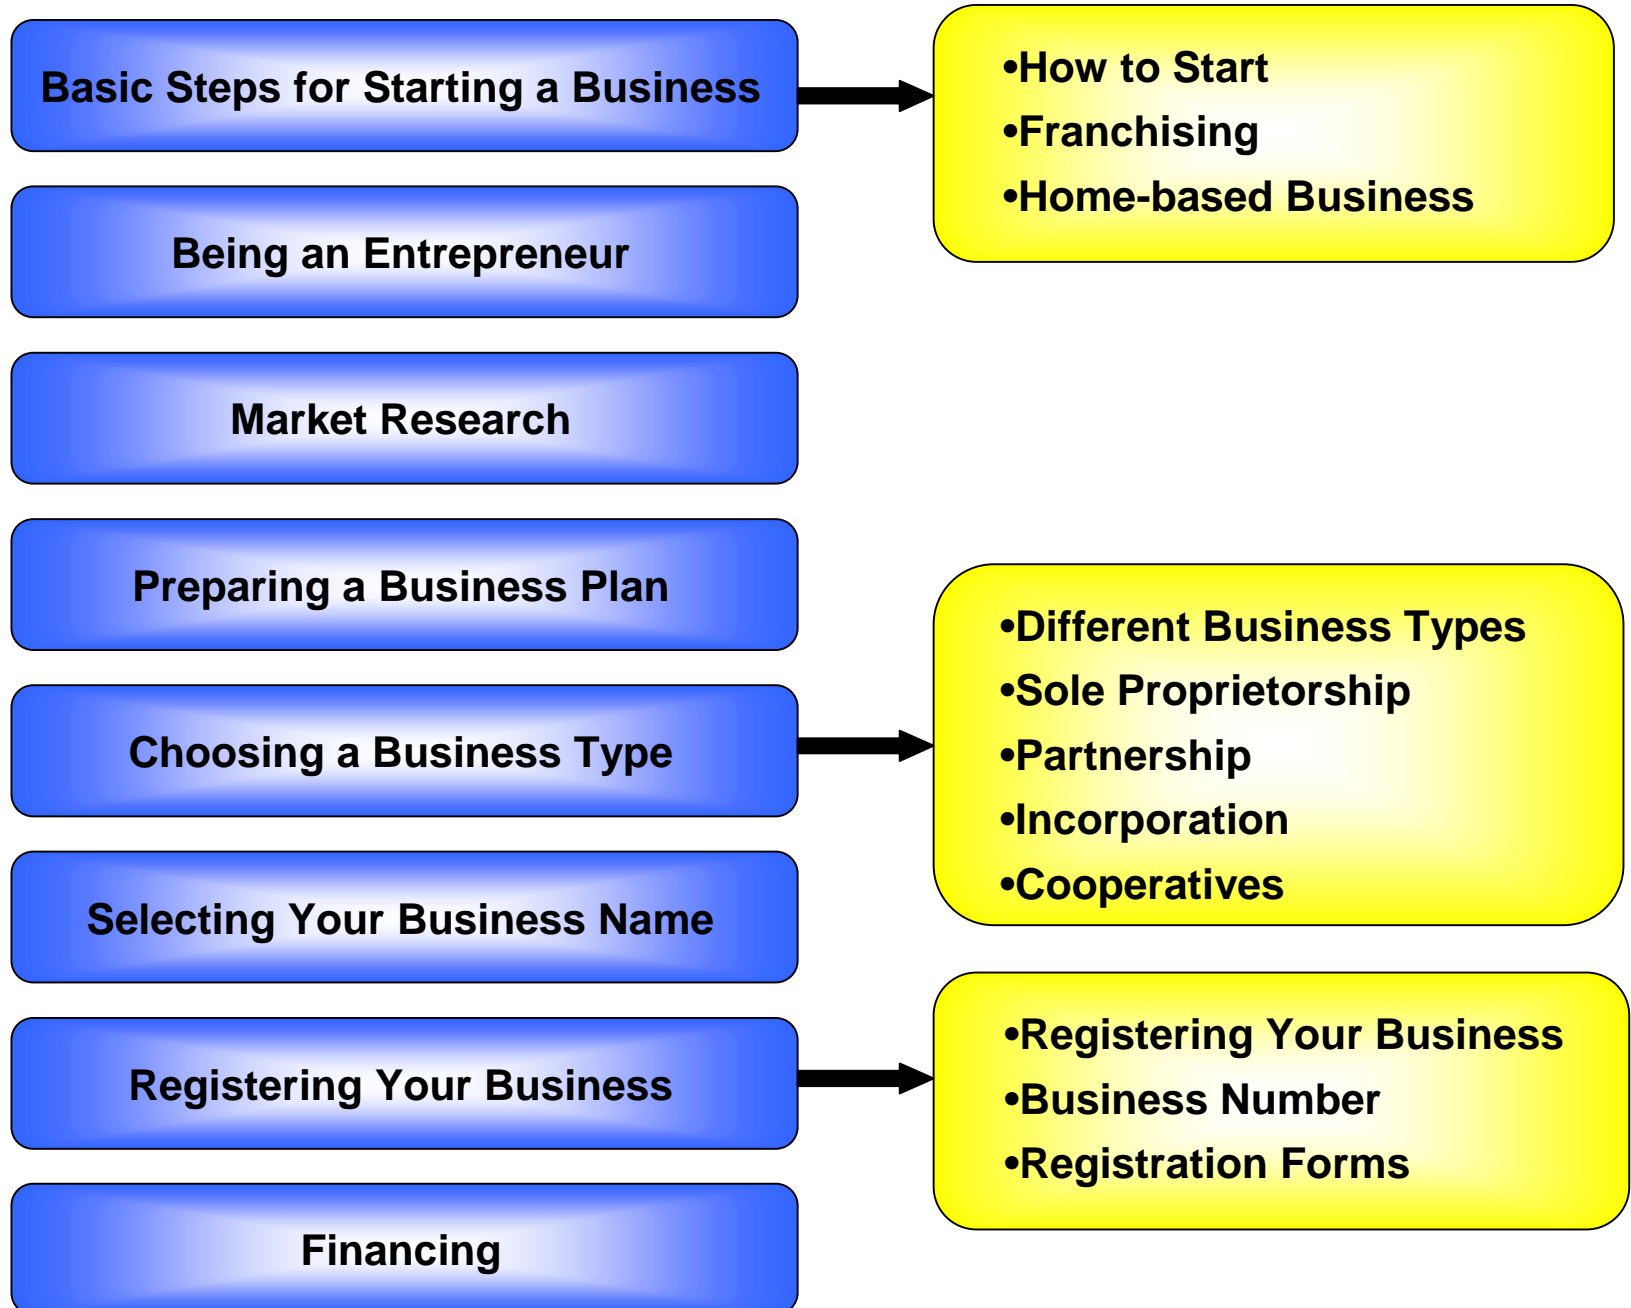 Basic Steps for Starting a Business
•How to Start
•Franchising
•Home-based Business
Being an Entrepreneur
Market Research
Preparing a Business Plan
Choosing a Business Type
•Different Business Types
•Sole Proprietorship
•Partnership
•Incorporation
•Cooperatives
Selecting Your Business Name
Registering Your Business
•Registering Your Business
•Business Number
•Registration Forms
Financing